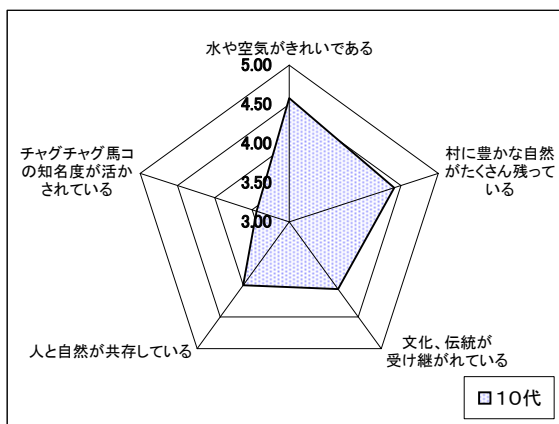 水や空気がきれいである
5.00
4.50
4.00
3.50
3.00
チャグチャグ馬コ
の知名度が活か
されている
村に豊かな自然
がたくさん残って
いる
人と自然が共存している
文化、伝統が
受け継がれている
10代